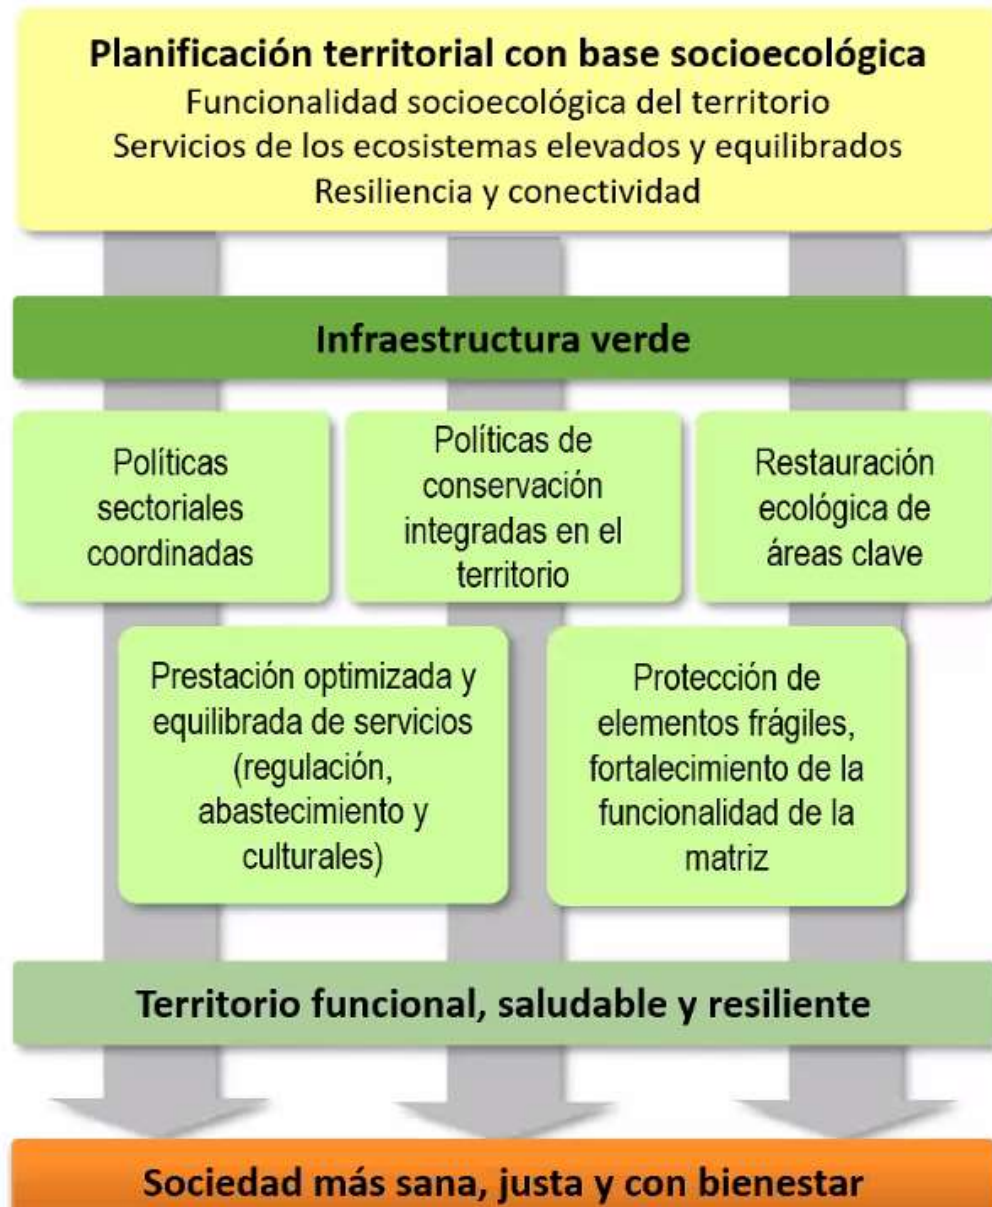 Planificación territorial con base socioecológica
Funcionalidad socioecológica del territorio
Servicios de los ecosistemas elevados y equilibrados
Resiliencia y conectividad
Infraestructura verde
Políticas
sectoriales
coordinadas
Políticas de
conservación
integradas en el
territorio
Restauración
ecológica de
áreas clave
Prestación optimizada y
equilibrada de servicios
(regulación,
abastecimiento y
culturales)
Protección de
elementos frágiles,
fortalecimiento de la
funcionalidad de la
matriz
Territorio funcional, saludable y resiliente
Sociedad más sana, justa y con bienestar